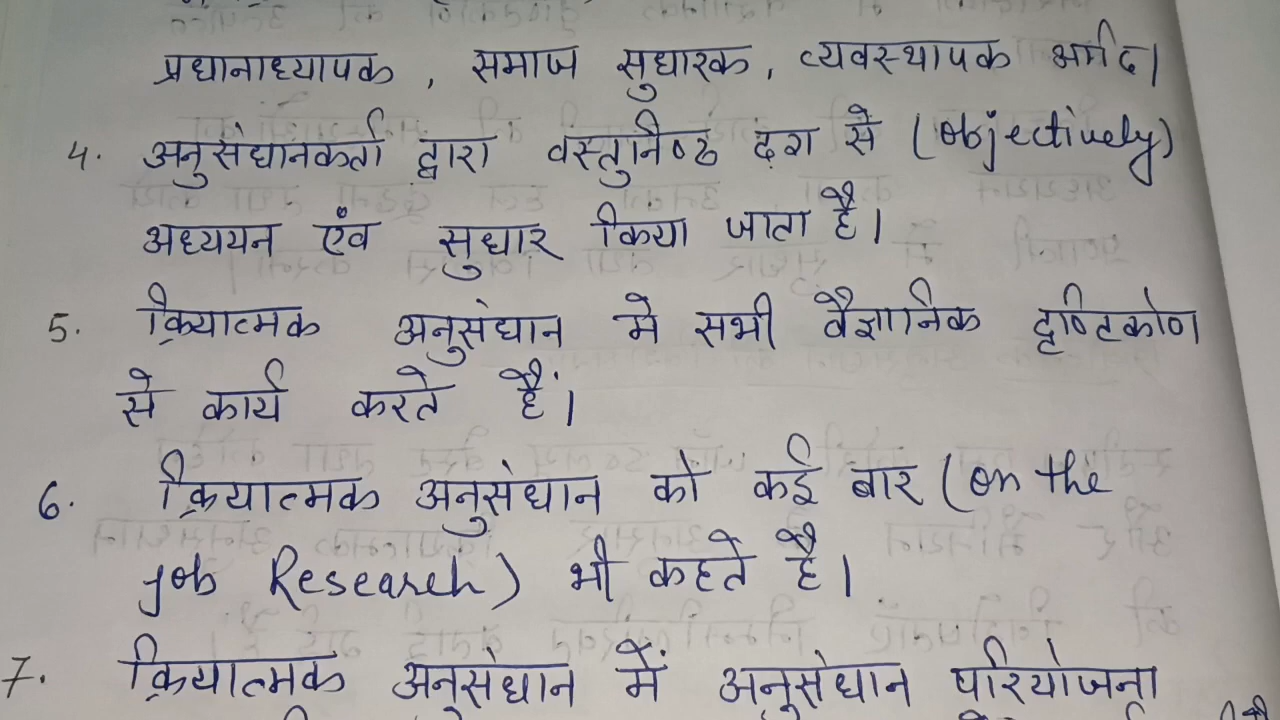 प्रधानाध्यापक , समाज सुधारक , व्यवस्थापक आदि।
4. अनुसंधानकर्ता द्वारा वस्तुनिष्ठ ढंग से (objectively)
अध्ययन एंव सुधार किया जाता है।
5. क्रियात्मक अनुसंधान मे सभी वैज्ञानिक दृष्टिकोण
से कार्य करते हैं।
6. क्रियात्मक अनुसंधान को कई बार (on the
job Research) भी कहते है।
7. क्रियात्मक अनुसंधान में अनुसंधान परियोजना